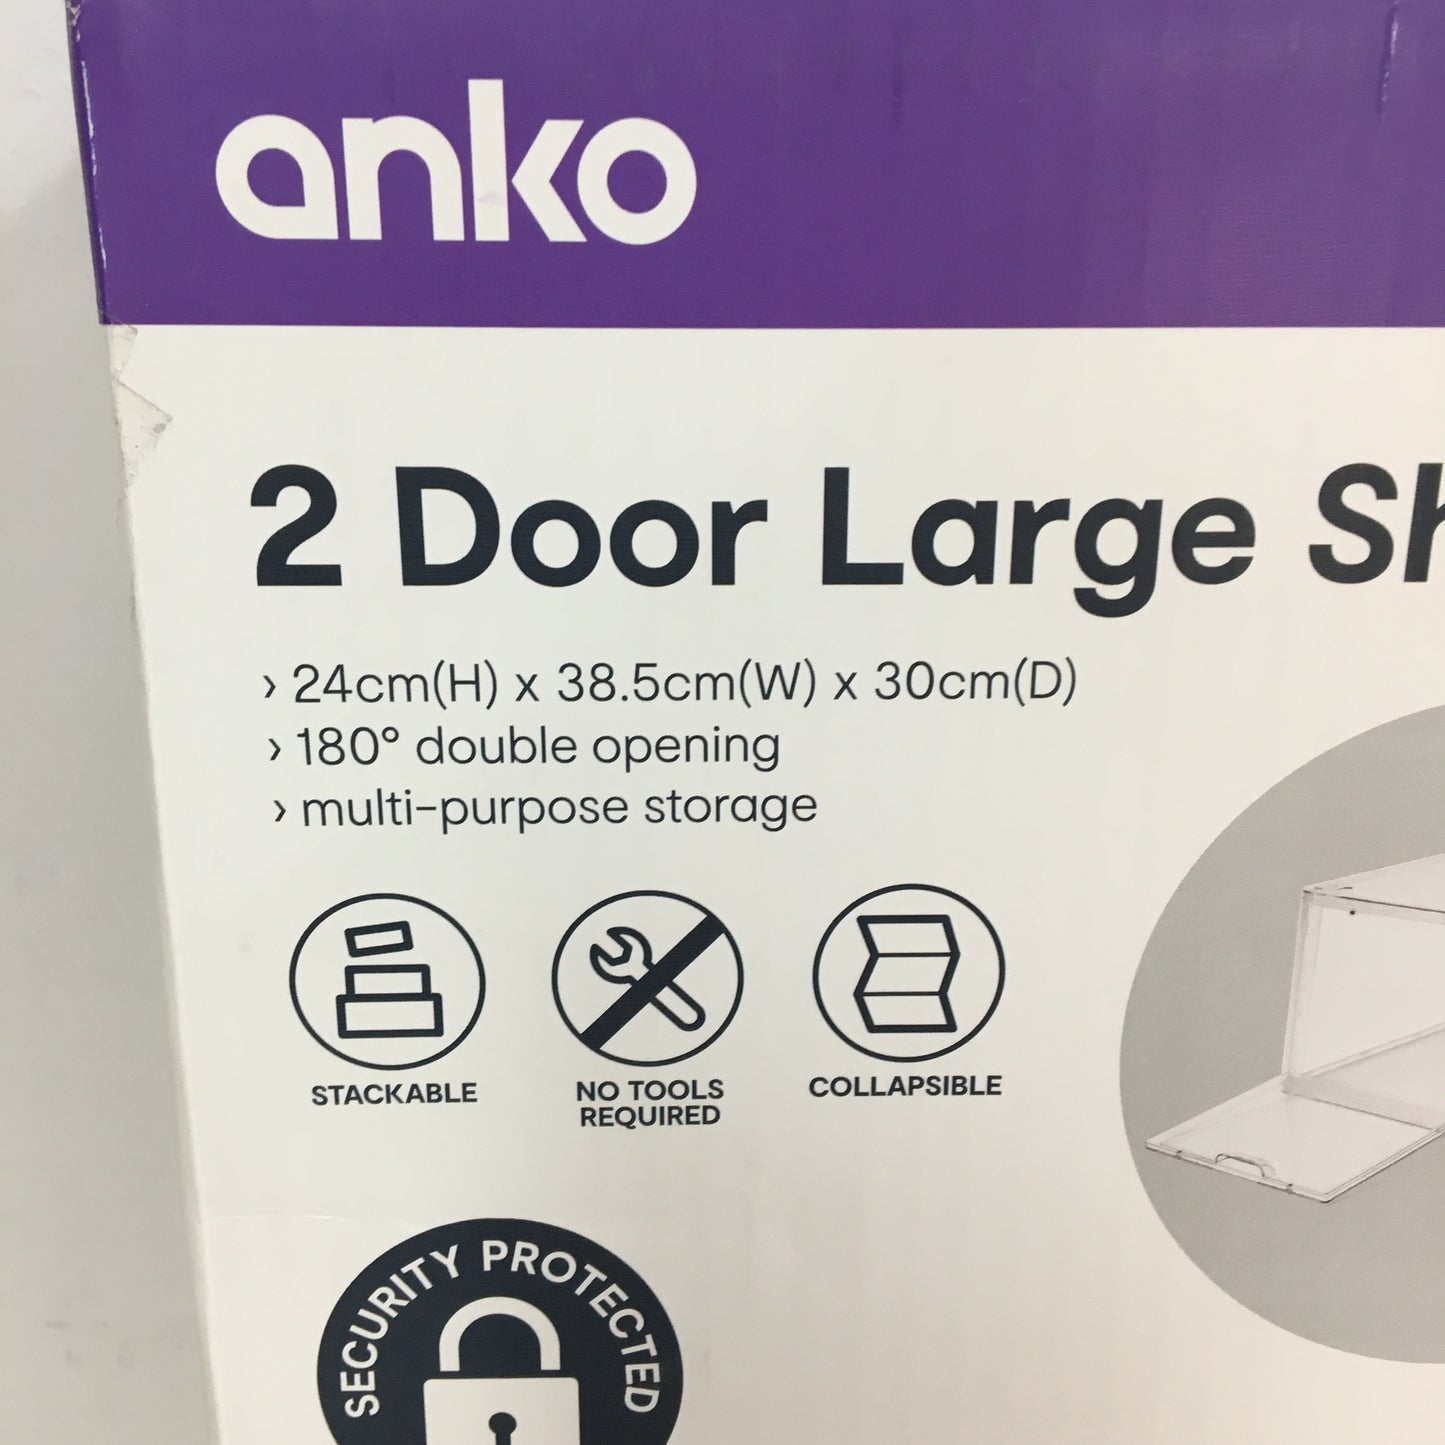 anko
2 Door Large Sh
› 24cm(H) x 38.5cm(W) x 30cm(D)
› 180° double opening
› multi-purpose storage
STACKABLE
NO TOOLS
REQUIRED
COLLAPSIBLE
SECURITY PROTECTED